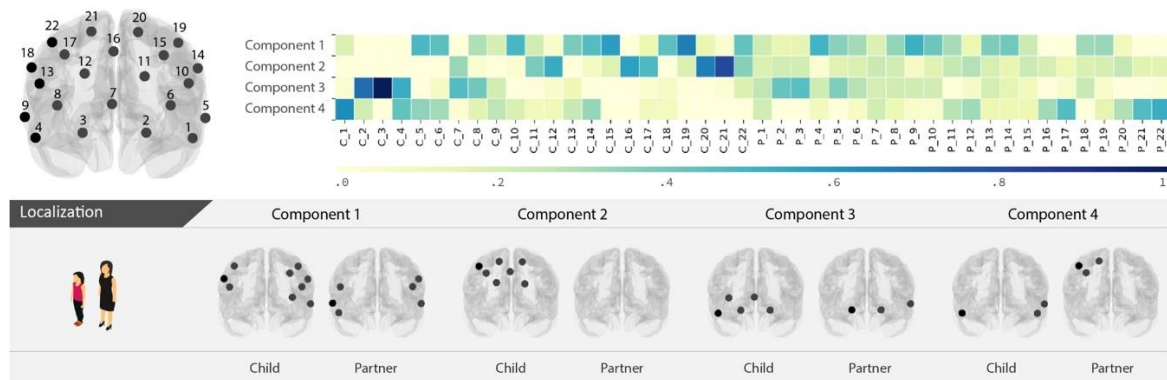 21
20
22
19
18
17
16
15
14
12
11
13
10
9
8
7
6
5
4
3
2
1
Component 1
Component 2
Component 3
Component 4
C_1 C_2 C_3 C_4 C_5 C_6 C_7 C_8 C_9 C_10 C_11 C_12 C_13 C_14 C_15 C_16 C_17 C_18 C_19 C_20 C_21 C_22 P_1 P_2 P_3 P_4 P_5 P_6 P_7 P_8 P_9 P_10 P_11 P_12 P_13 P_14 P_15 P_16 P_17 P_18 P_19 P_20 P_21 P_22
.0 .2 .4 .6 .8 1
Localization Component 1 Component 2 Component 3 Component 4
Child Partner Child Partner Child Partner Child Partner